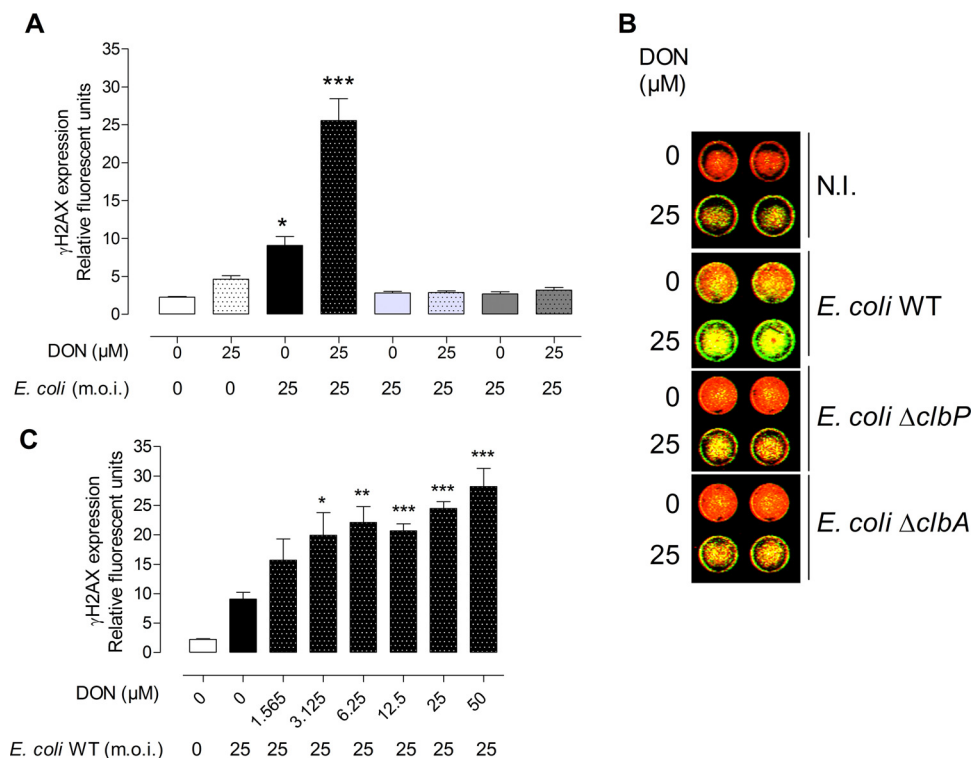 A
γH2AX expression
Relative fluorescent units
35
30
25
20
15
10
5
0
*
***
DON (µM)
0 25 0 25 0 25 0 25
E. coli (m.o.i.)
0 0 25 25 25 25 25 25
B
DON
(µM)
0
25
N.I.
0
25
E. coli WT
0
25
E. coli ΔclbP
0
25
E. coli ΔclbA
C
γH2AX expression
Relative fluorescent units
35
30
25
20
15
10
5
0
* ** *** *** ***
DON (µM)
0 0 1.565 3.125 6.25 12.5 25 50
E. coli WT (m.o.i.)
0 25 25 25 25 25 25 25